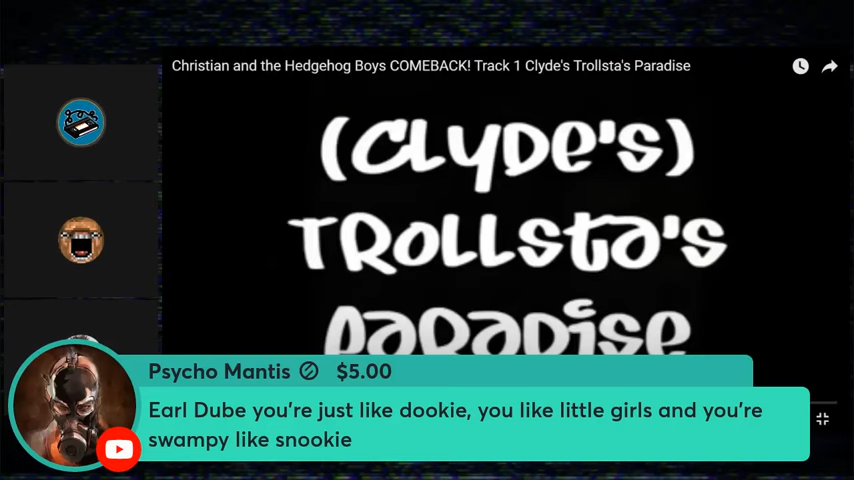 Christian and the Hedgehog Boys COMEBACK! Track 1 Clyde's Trollsta's Paradise
(Clyde's)
Trollsta's
Paradise
Psycho Mantis $5.00
Earl Dube you're just like dookie, you like little girls and you're
swampy like snookie